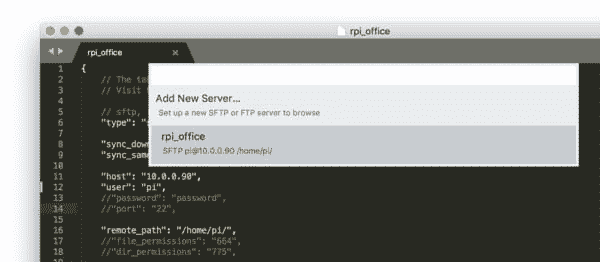 rpi_office
rpi_office
1 {
2 // The ta
3 // Visit
4
Add New Server...
5 // sftp,
Set up a new SFTP or FTP server to browse
6 "type": "
7
rpi_office
8 "sync_dow
9 "sync_sam
SFTP pi@10.0.0.90 /home/pi/
10
11 "host": "10.0.0.90",
12 "user": "pi",
13 //"password": "password",
14 //"port": "22",
15
16 "remote_path": "/home/pi/",
17 //"file_permissions": "664",
18 //"dir_permissions": "775",